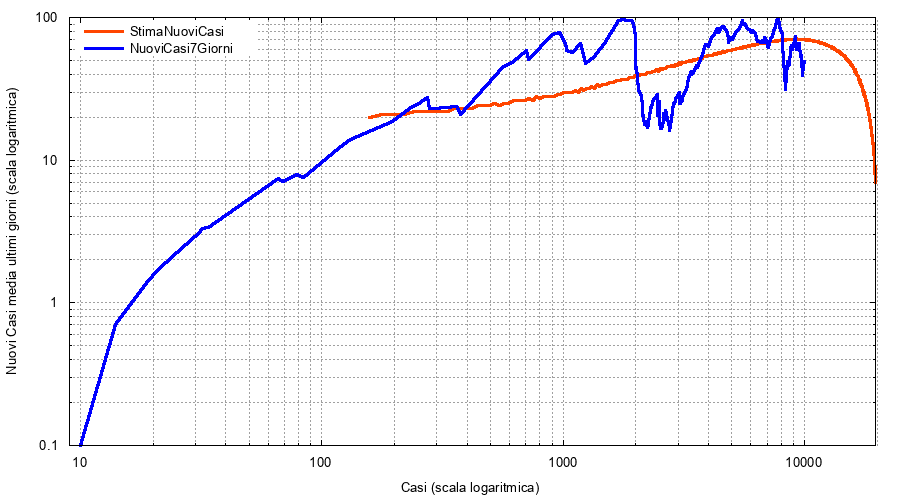 100
10
1
0.1
Nuovi Casi media ultimi giorni (scala logaritmica)
StimaNuoviCasi
NuoviCasi7Giorni
10 100 1000 10000
Casi (scala logaritmica)